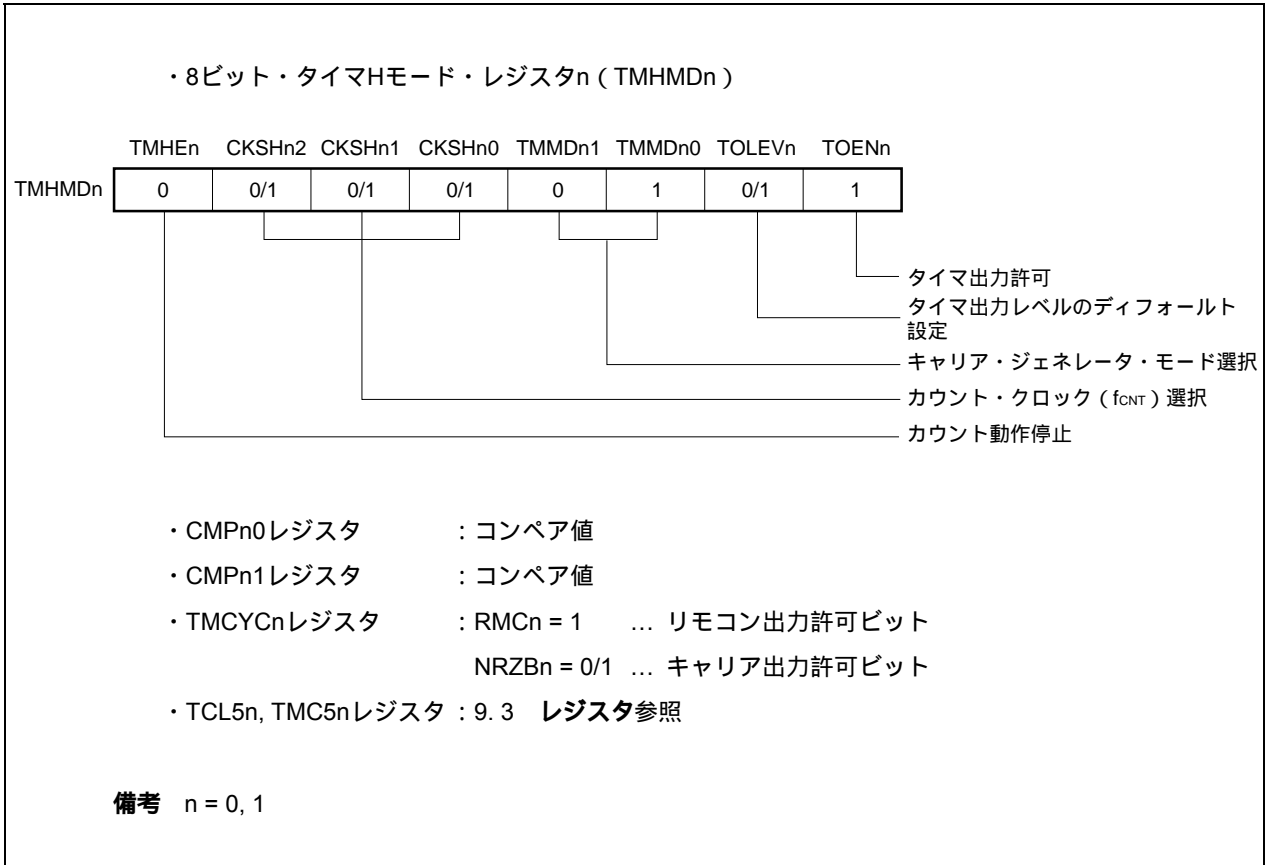 ・8ビット・タイマHモード・レジスタn(TMHMDn)
TMHEn CKSHn2 CKSHn1 CKSHn0 TMMDn1 TMMDn0 TOLEVn TOENn
TMHMDn 0 0/1 0/1 0/1 0 1 0/1 1
タイマ出力許可
タイマ出力レベルのディフォールト
設定
キャリア・ジェネレータ・モード選択
カウント・クロック(fCNT)選択
カウント動作停止
・CMPn0レジスタ :コンペア値
・CMPn1レジスタ :コンペア値
・TMCYCnレジスタ :RMCn = 1 … リモコン出力許可ビット
NRZBn = 0/1 … キャリア出力許可ビット
・TCL5n, TMC5nレジスタ :9. 3 レジスタ参照
備考 n = 0, 1